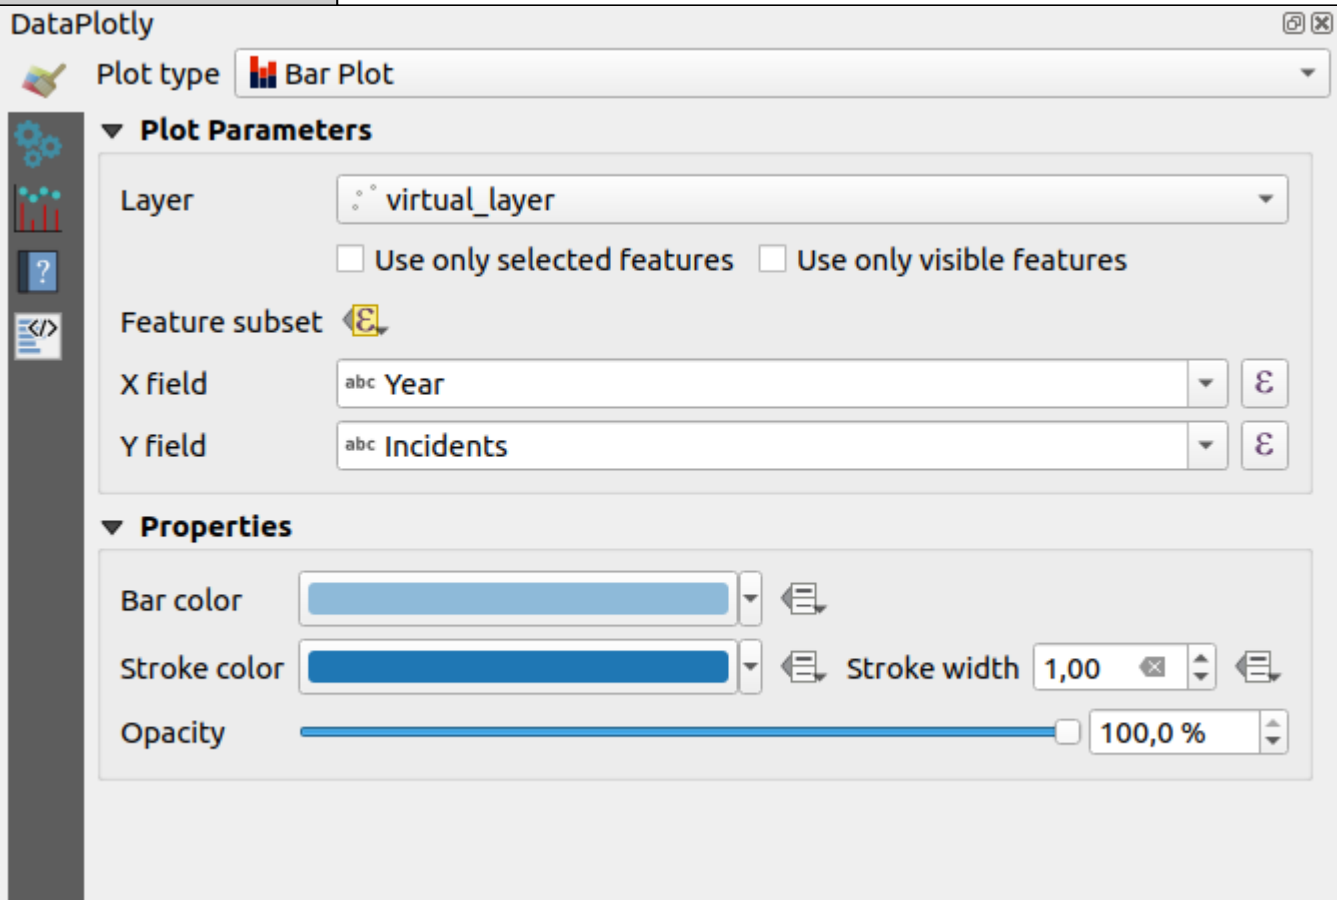 DataPlotly
Plot type Bar Plot
Plot Parameters
Layer virtual_layer
Use only selected features Use only visible features
Feature subset ε
X field abc Year ε
Y field abc Incidents ε
Properties
Bar color
Stroke color Stroke width 1,00
Opacity 100,0 %